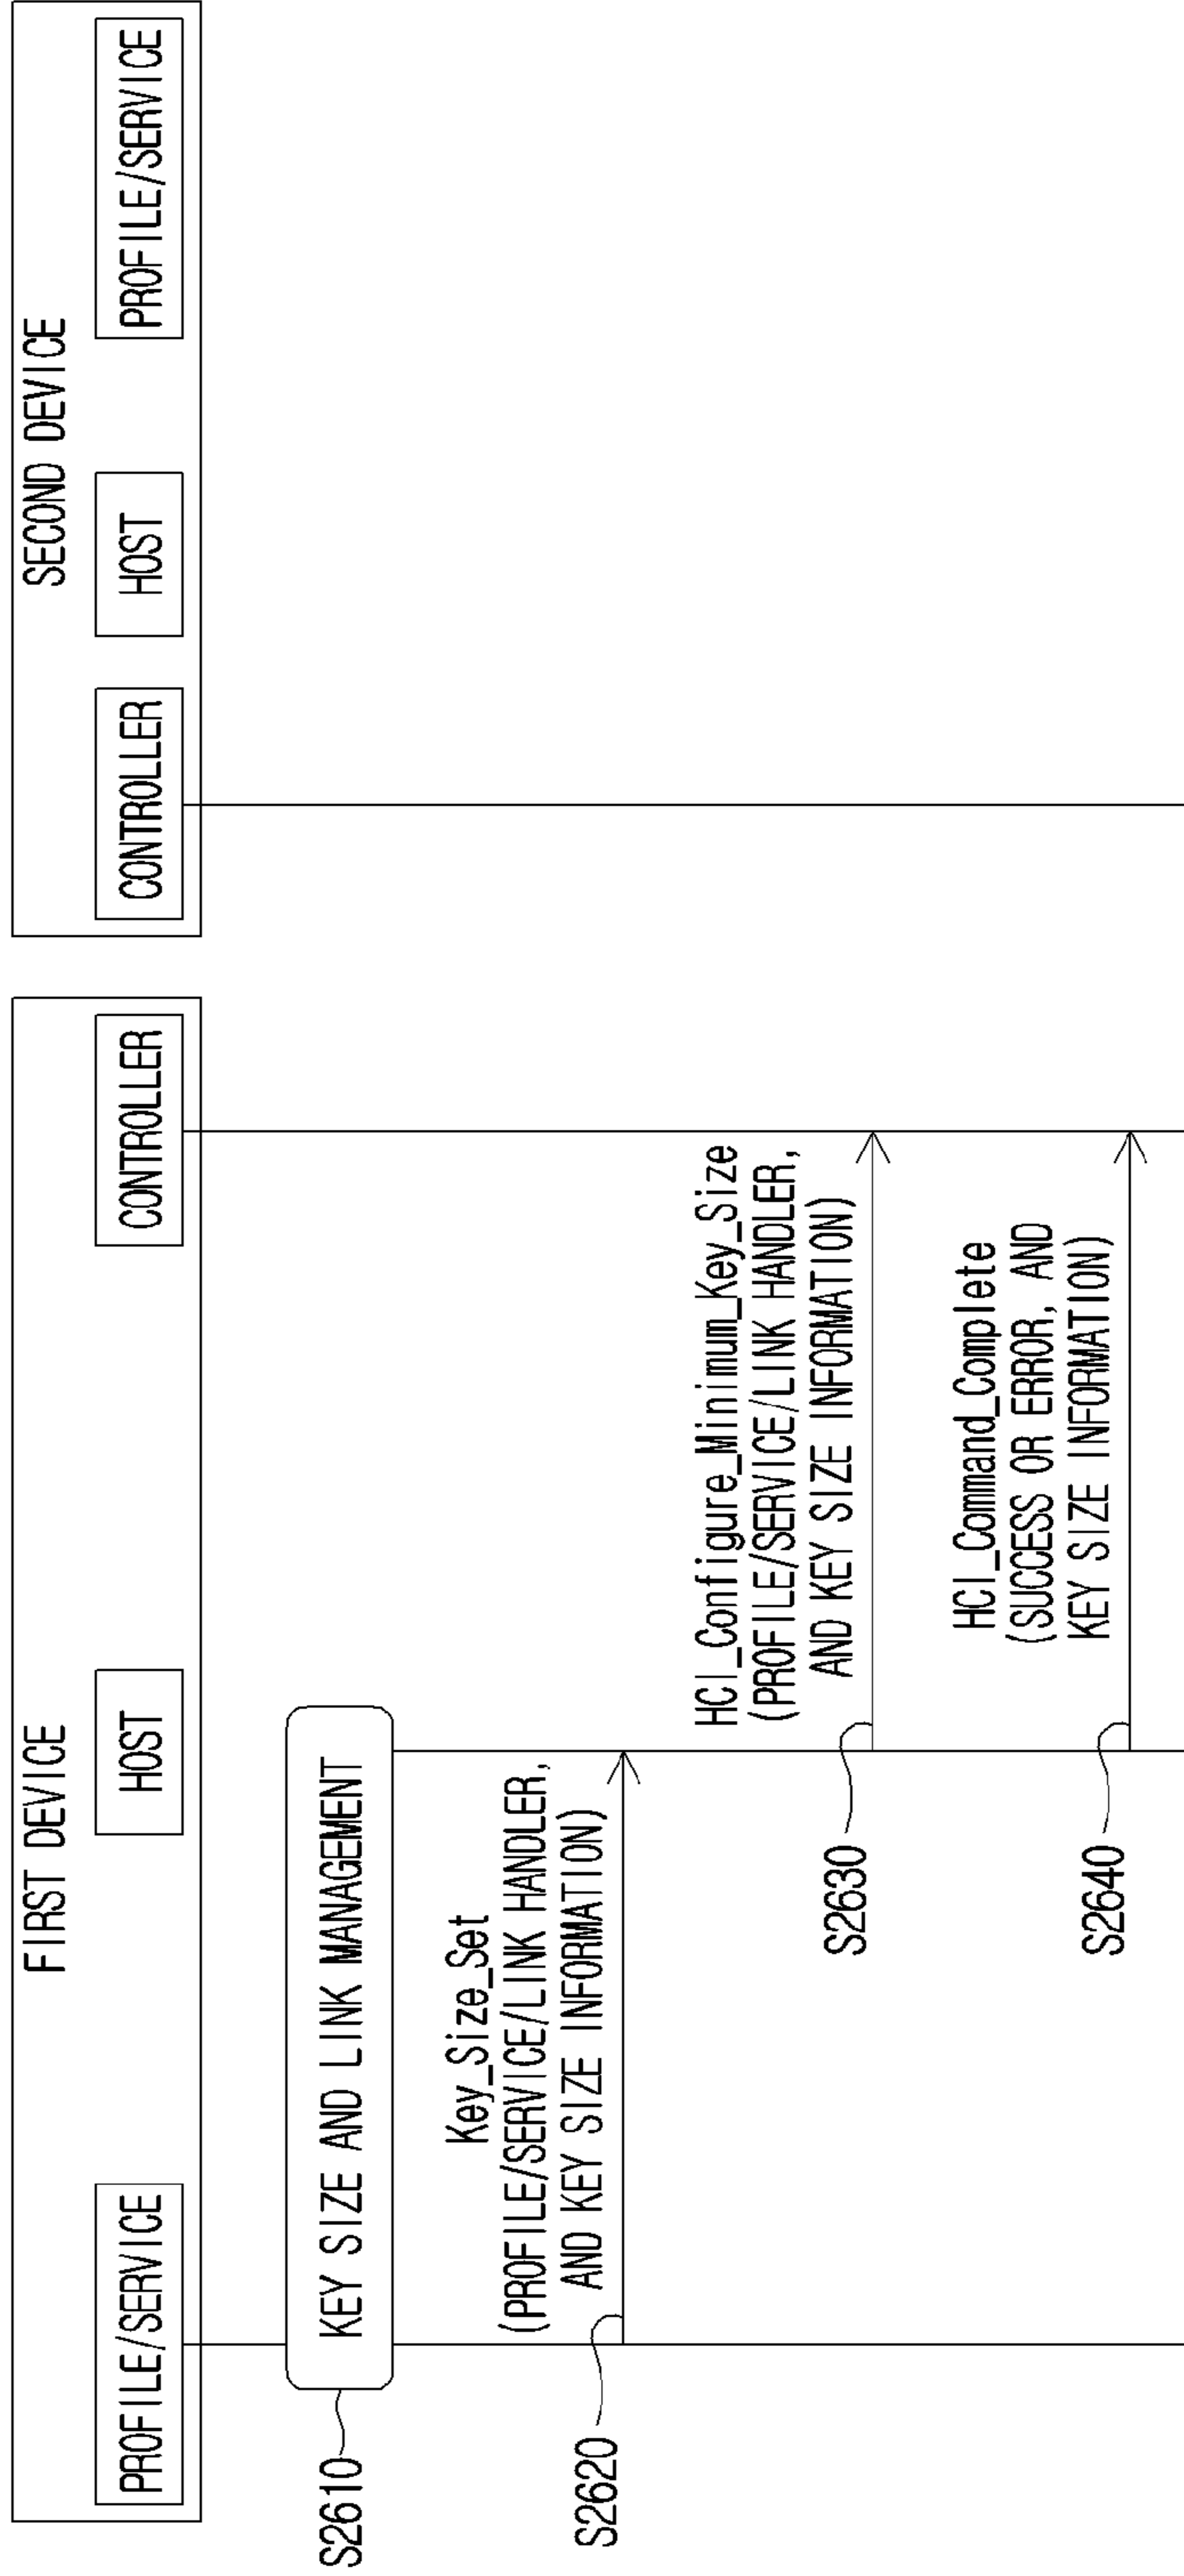 FIRST DEVICE
SECOND DEVICE
PROFILE/SERVICE
HOST
CONTROLLER
CONTROLLER
HOST
PROFILE/SERVICE
S2610
KEY SIZE AND LINK MANAGEMENT
Key_Size_Set
(PROFILE/SERVICE/LINK HANDLER,
AND KEY SIZE INFORMATION)
S2620
HCI_Configure_Minimum_Key_Size
(PROFILE/SERVICE/LINK HANDLER,
AND KEY SIZE INFORMATION)
S2630
HCI_Command_Complete
(SUCCESS OR ERROR, AND
KEY SIZE INFORMATION)
S2640